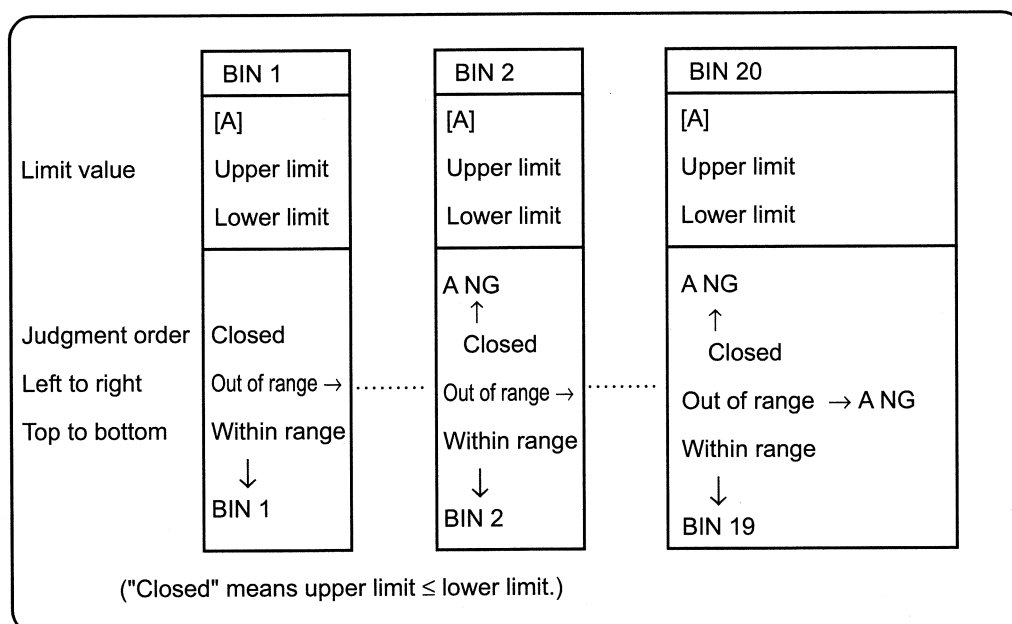 BIN 1 BIN 2 BIN 20
[A] [A] [A]
Limit value Upper limit Upper limit Upper limit
Lower limit Lower limit Lower limit
A NG A NG
↑ ↑
Judgment order Closed Closed Closed
Left to right Out of range → ........ Out of range → ........ Out of range → A NG
Top to bottom Within range Within range Within range
↓ ↓ ↓
BIN 1 BIN 2 BIN 19
("Closed" means upper limit ≤ lower limit.)